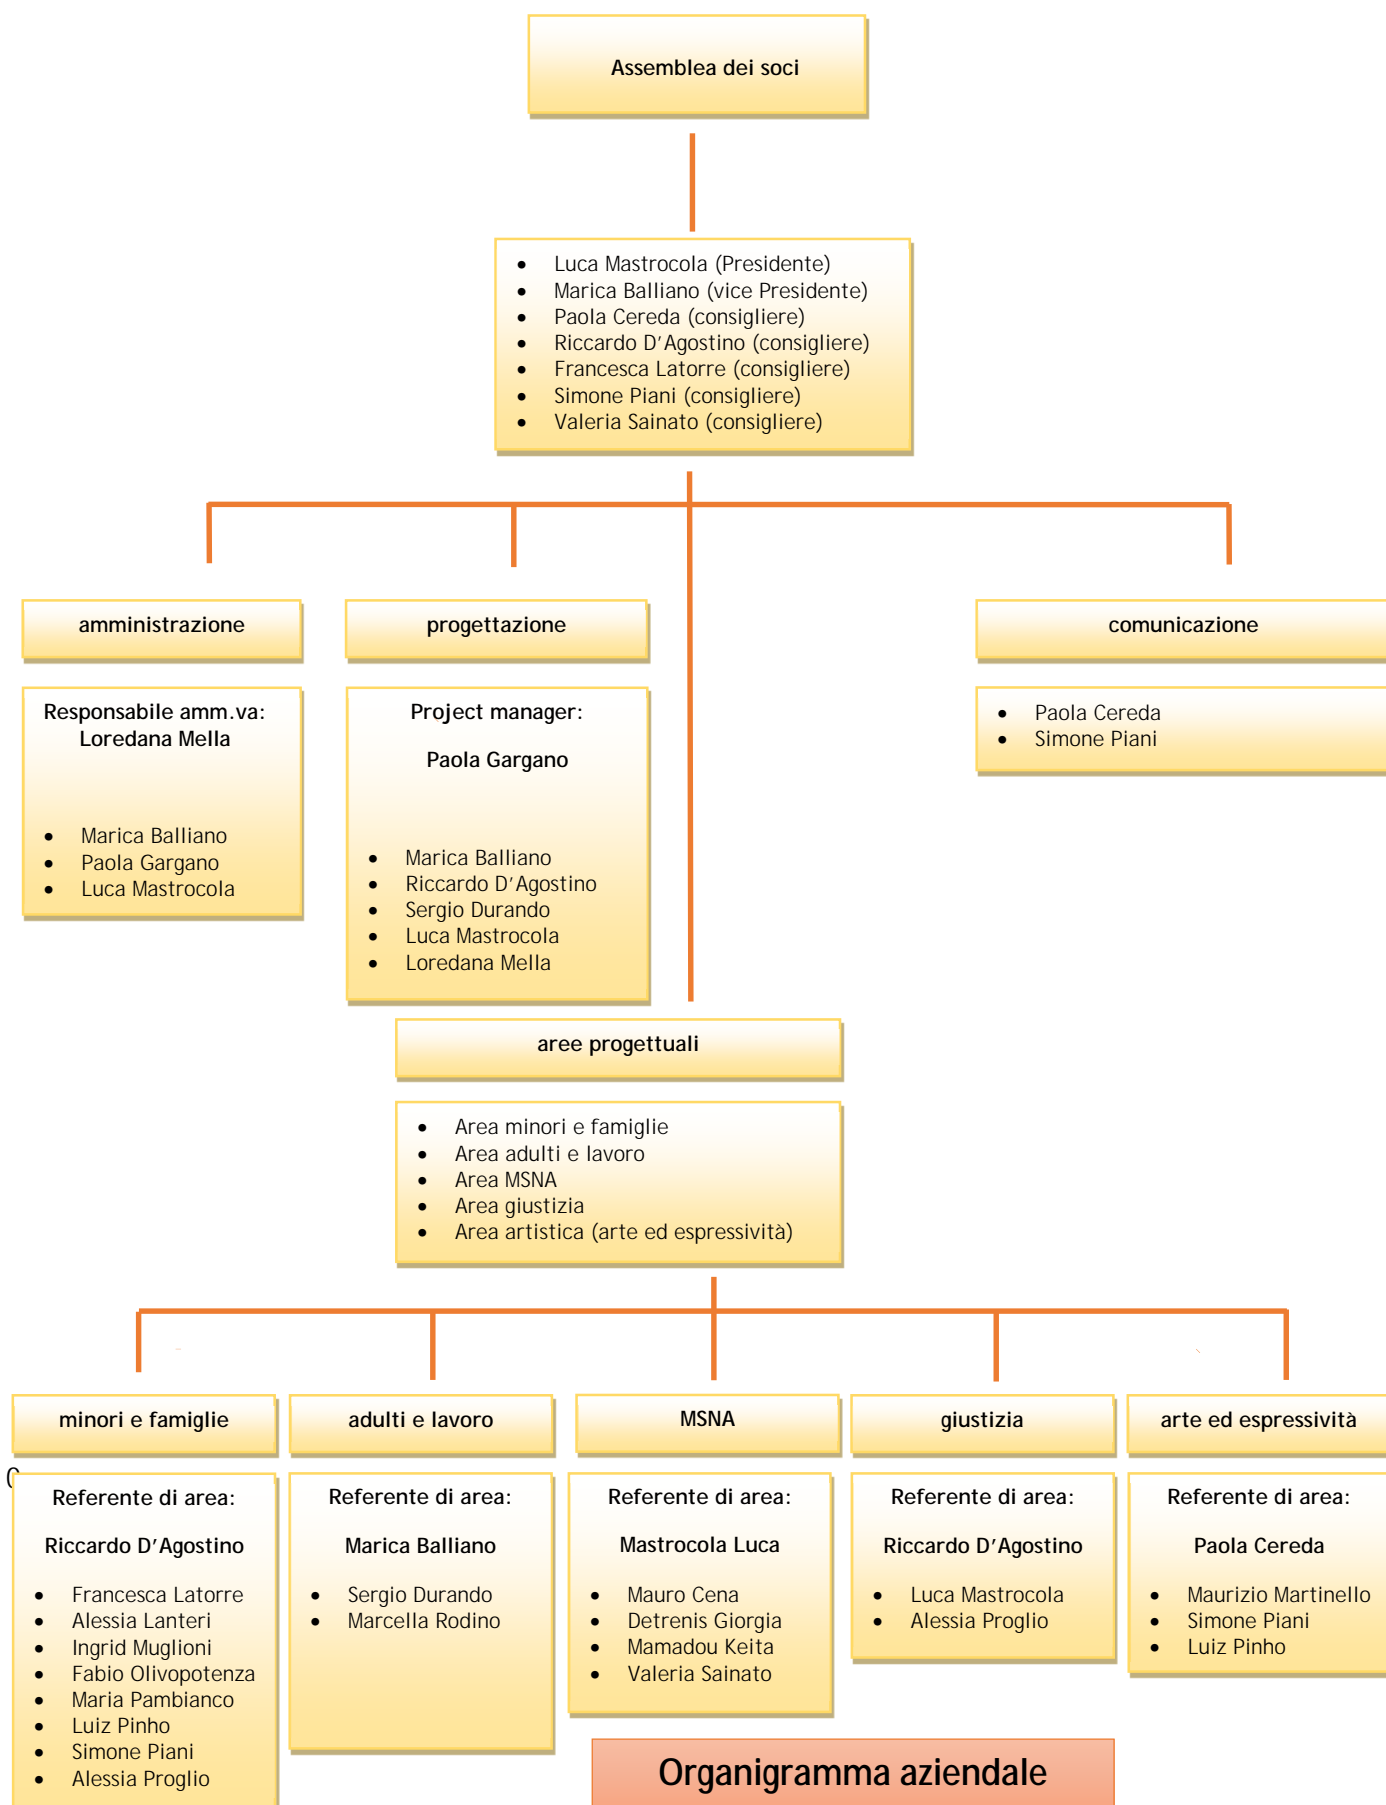 Assemblea dei soci
• Luca Mastrocola (Presidente)
• Marica Balliano (vice Presidente)
• Paola Cereda (consigliere)
• Riccardo D’Agostino (consigliere)
• Francesca Latorre (consigliere)
• Simone Piani (consigliere)
• Valeria Sainato (consigliere)
amministrazione
Responsabile amm.va:
Loredana Mella
• Marica Balliano
• Paola Gargano
• Luca Mastrocola
progettazione
Project manager:
Paola Gargano
• Marica Balliano
• Riccardo D’Agostino
• Sergio Durando
• Luca Mastrocola
• Loredana Mella
comunicazione
• Paola Cereda
• Simone Piani
aree progettuali
• Area minori e famiglie
• Area adulti e lavoro
• Area MSNA
• Area giustizia
• Area artistica (arte ed espressività)
minori e famiglie
Referente di area:
Riccardo D’Agostino
• Francesca Latorre
• Alessia Lanteri
• Ingrid Muglioni
• Fabio Olivopotenza
• Maria Pambianco
• Luiz Pinho
• Simone Piani
• Alessia Proglio
adulti e lavoro
Referente di area:
Marica Balliano
• Sergio Durando
• Marcella Rodino
MSNA
Referente di area:
Mastrocola Luca
• Mauro Cena
• Detrenis Giorgia
• Mamadou Keita
• Valeria Sainato
giustizia
Referente di area:
Riccardo D’Agostino
• Luca Mastrocola
• Alessia Proglio
arte ed espressività
Referente di area:
Paola Cereda
• Maurizio Martinello
• Simone Piani
• Luiz Pinho
Organigramma aziendale